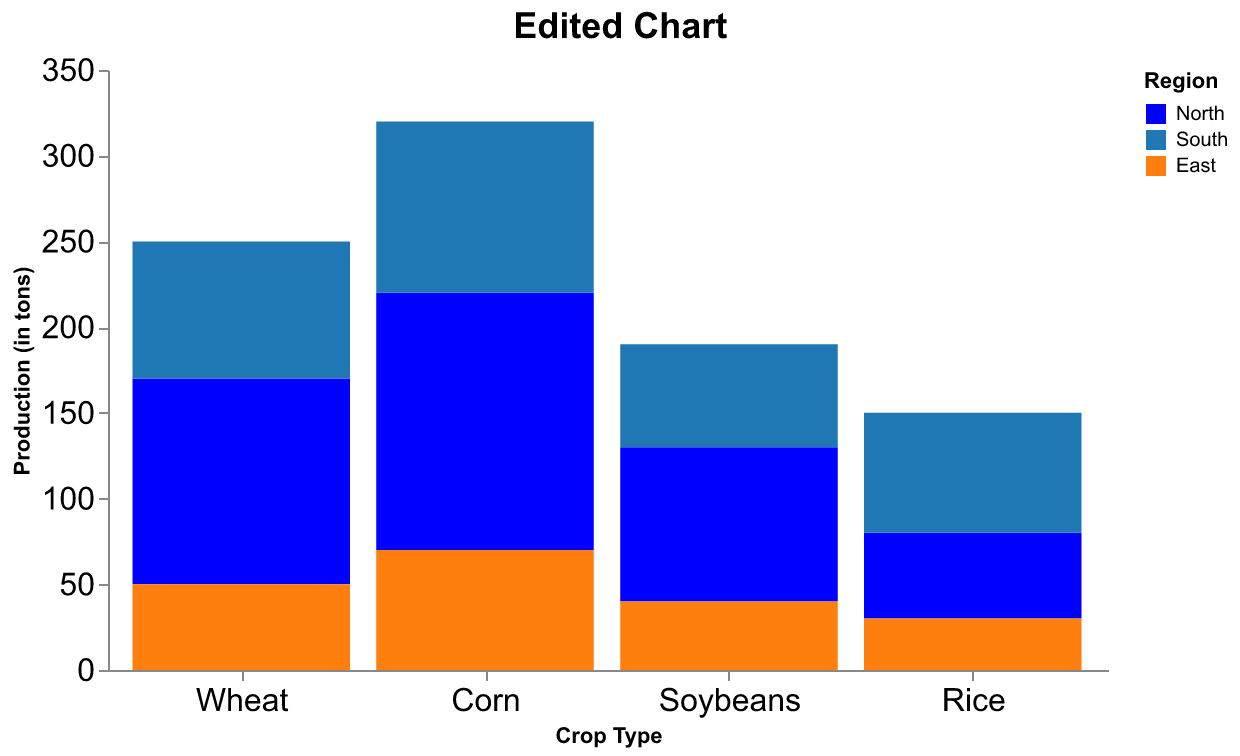 Edited Chart
Production (in tons)
350
300
250
200
150
100
50
0
Wheat Corn Soybeans Rice
Crop Type
Region
North
South
East